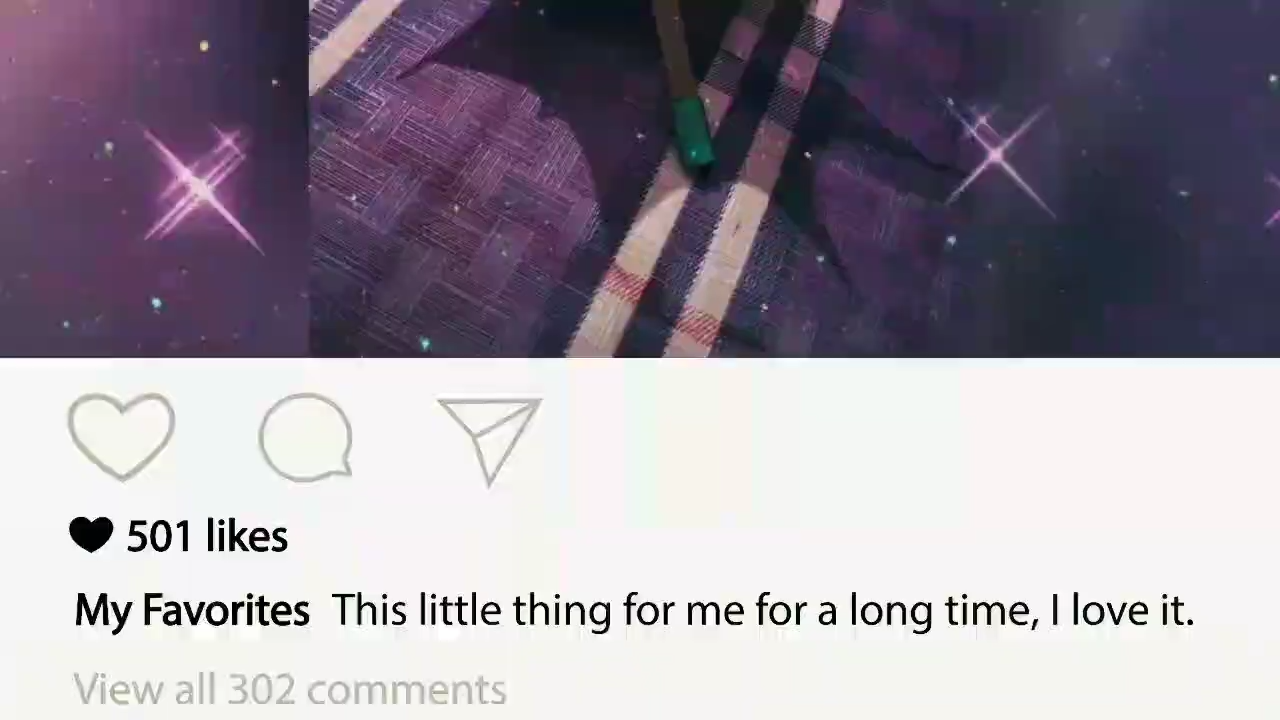 501 likes
My Favorites This little thing for me for a long time, I love it.
View all 302 comments